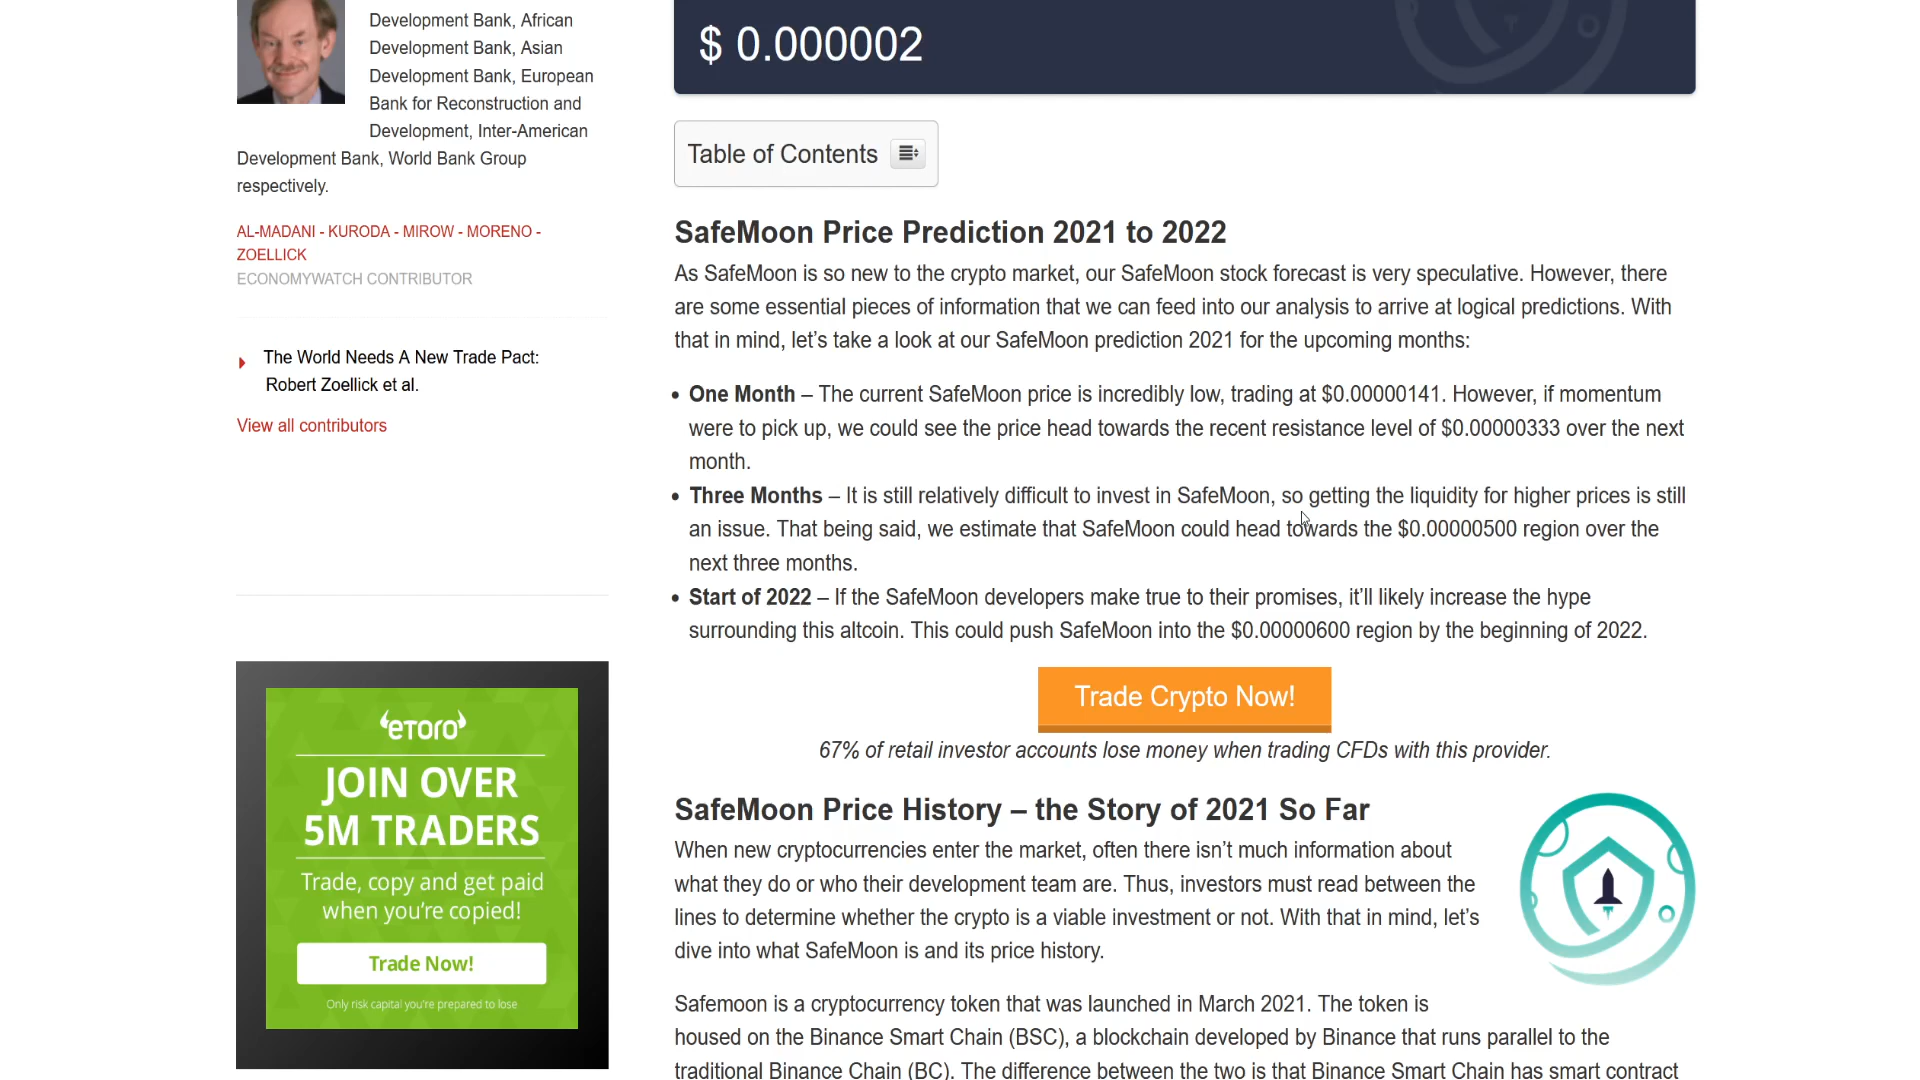 Development Bank, African
Development Bank, Asian
Development Bank, European
Bank for Reconstruction and
Development, Inter-American
Development Bank, World Bank Group
respectively.
AL-MADANI - KURODA - MIROW - MORENO -
ZOELLICK
ECONOMYWATCH CONTRIBUTOR
The World Needs A New Trade Pact:
Robert Zoellick et al.
View all contributors
eToro
JOIN OVER
5M TRADERS
Trade, copy and get paid
when you're copied!
Trade Now!
Only risk capital you're prepared to lose
$ 0.000002
Table of Contents
SafeMoon Price Prediction 2021 to 2022
As SafeMoon is so new to the crypto market, our SafeMoon stock forecast is very speculative. However, there
are some essential pieces of information that we can feed into our analysis to arrive at logical predictions. With
that in mind, let’s take a look at our SafeMoon prediction 2021 for the upcoming months:
• One Month – The current SafeMoon price is incredibly low, trading at $0.00000141. However, if momentum
were to pick up, we could see the price head towards the recent resistance level of $0.00000333 over the next
month.
• Three Months – It is still relatively difficult to invest in SafeMoon, so getting the liquidity for higher prices is still
an issue. That being said, we estimate that SafeMoon could head towards the $0.00000500 region over the
next three months.
• Start of 2022 – If the SafeMoon developers make true to their promises, it’ll likely increase the hype
surrounding this altcoin. This could push SafeMoon into the $0.00000600 region by the beginning of 2022.
Trade Crypto Now!
67% of retail investor accounts lose money when trading CFDs with this provider.
SafeMoon Price History – the Story of 2021 So Far
When new cryptocurrencies enter the market, often there isn’t much information about
what they do or who their development team are. Thus, investors must read between the
lines to determine whether the crypto is a viable investment or not. With that in mind, let’s
dive into what SafeMoon is and its price history.
Safemoon is a cryptocurrency token that was launched in March 2021. The token is
housed on the Binance Smart Chain (BSC), a blockchain developed by Binance that runs parallel to the
traditional Binance Chain (BC). The difference between the two is that Binance Smart Chain has smart contract